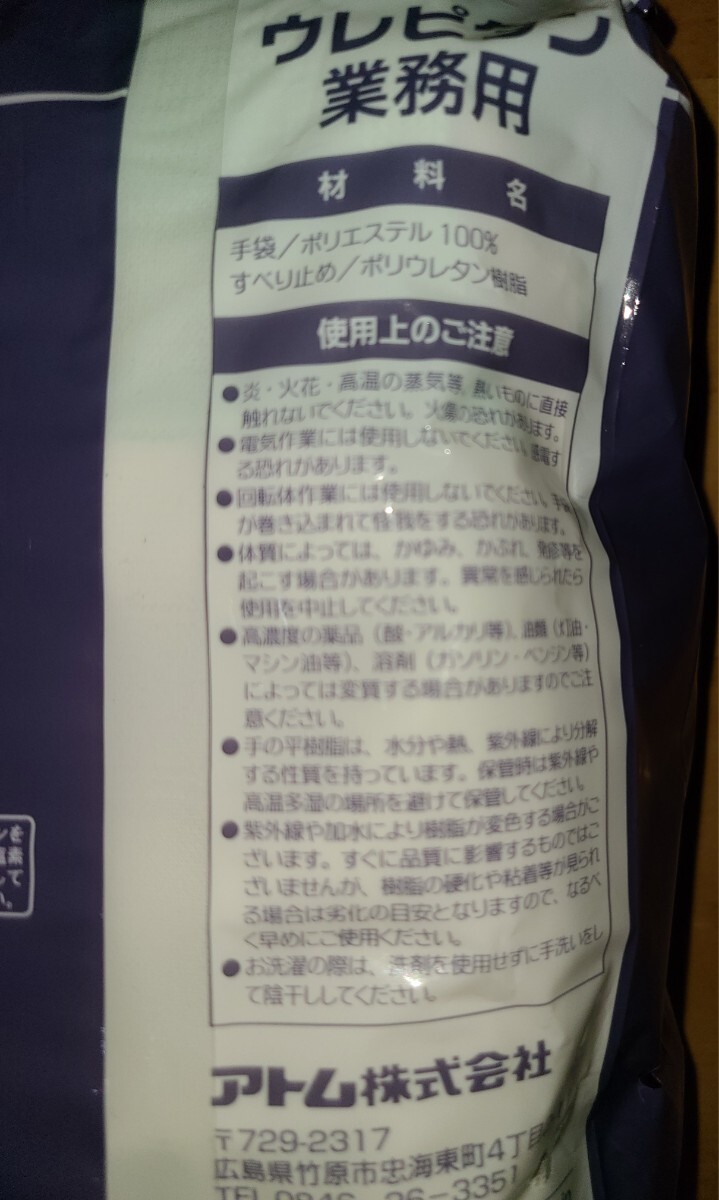 ウレピタン
業務用
材料名
手袋/ポリエステル 100%
すべり止め/ポリウレタン樹脂
使用上のご注意
●炎・火花・高温の蒸気等、熱いものに直接
触れないでください。火傷の恐れがあります。
●電気作業には使用しないでください。感電す
る恐れがあります。
●回転体作業には使用しないでください。手袋
が巻き込まれて怪我をする恐れがあります。
●体質によっては、かゆみ、かぶれ、発疹等を
起こす場合があります。異常を感じられたら
使用を中止してください。
●高濃度の薬品(酸・アルカリ等)、油類(灯油・
マシン油等)、溶剤(ガソリン・ベンジン等)
によっては変質する場合がありますのでご注
意ください。
●手の平樹脂は、水分や熱、紫外線により分解
する性質を持っています。保管時は紫外線や
高温多湿の場所を避けて保管してください。
●紫外線や加水により樹脂が変色する場合がご
ざいます。すぐに品質に影響するものではご
ざいませんが、樹脂の硬化や粘着等が見られ
る場合は劣化の目安となりますので、なるべ
く早めにご使用ください。
●お洗濯の際は、洗剤を使用せずに手洗いをし
て陰干ししてください。
アトム株式会社
〒729-2317
広島県竹原市忠海東町4丁目
TEL 0846-26-3351
ンを
素
て
い。